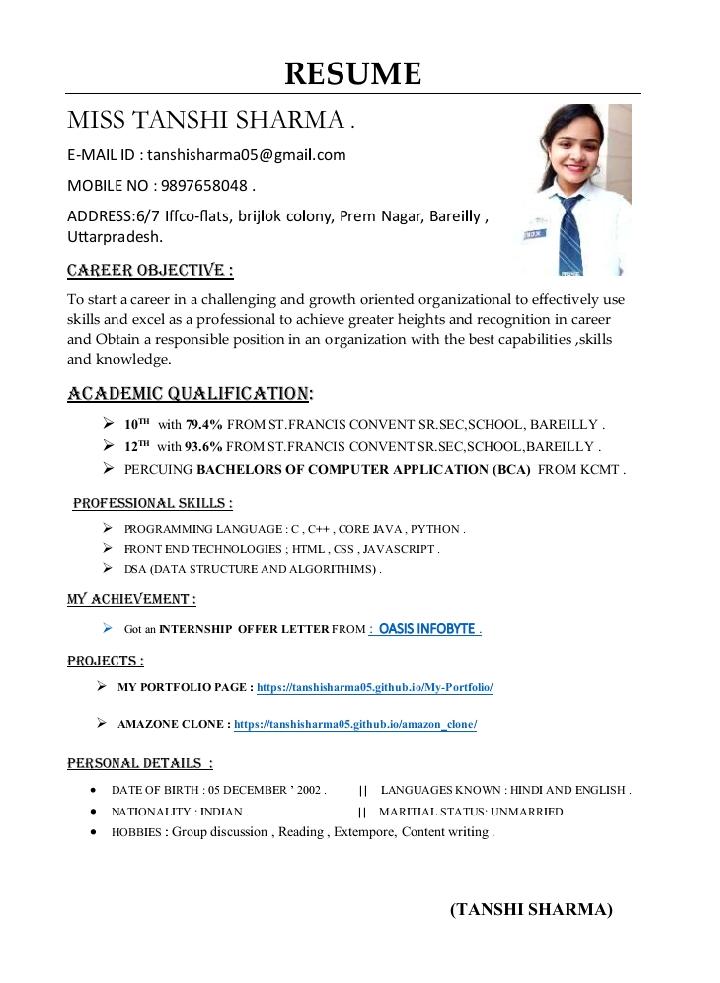 RESUME
MISS TANSHI SHARMA .
E-MAIL ID : tanshisharma05@gmail.com
MOBILE NO : 9897658048 .
ADDRESS:6/7 Iffco-flats, brijlok colony, Prem Nagar, Bareilly ,
Uttarpradesh.
CAREER OBJECTIVE :
To start a career in a challenging and growth oriented organizational to effectively use
skills and excel as a professional to achieve greater heights and recognition in career
and Obtain a responsible position in an organization with the best capabilities ,skills
and knowledge.
ACADEMIC QUALIFICATION:
➢ 10TH with 79.4% FROM ST.FRANCIS CONVENT SR.SEC,SCHOOL, BAREILLY .
➢ 12TH with 93.6% FROM ST.FRANCIS CONVENT SR.SEC,SCHOOL,BAREILLY .
➢ PERCUING BACHELORS OF COMPUTER APPLICATION (BCA) FROM KCMT .
PROFESSIONAL SKILLS :
➢ PROGRAMMING LANGUAGE : C , C++ , CORE JAVA , PYTHON .
➢ FRONT END TECHNOLOGIES ; HTML , CSS , JAVASCRIPT .
➢ DSA (DATA STRUCTURE AND ALGORITHIMS) .
MY ACHIEVEMENT :
➢ Got an INTERNSHIP OFFER LETTER FROM : OASIS INFOBYTE .
PROJECTS :
➢ MY PORTFOLIO PAGE : https://tanshisharma05.github.io/My-Portfolio/
➢ AMAZONE CLONE : https://tanshisharma05.github.io/amazon_clone/
PERSONAL DETAILS :
• DATE OF BIRTH : 05 DECEMBER ’ 2002 . || LANGUAGES KNOWN : HINDI AND ENGLISH .
• NATIONALITY : INDIAN || MARITIAL STATUS: UNMARRIED
• HOBBIES : Group discussion , Reading , Extempore, Content writing .
(TANSHI SHARMA)